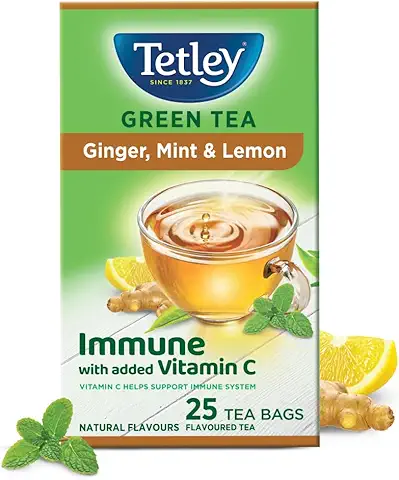 Tetley
SINCE 1837
GREEN TEA
Ginger, Mint & Lemon
Immune
with added Vitamin C
VITAMIN C HELPS SUPPORT IMMUNE SYSTEM
25 TEA BAGS
NATURAL FLAVOURS FLAVOURED TEA